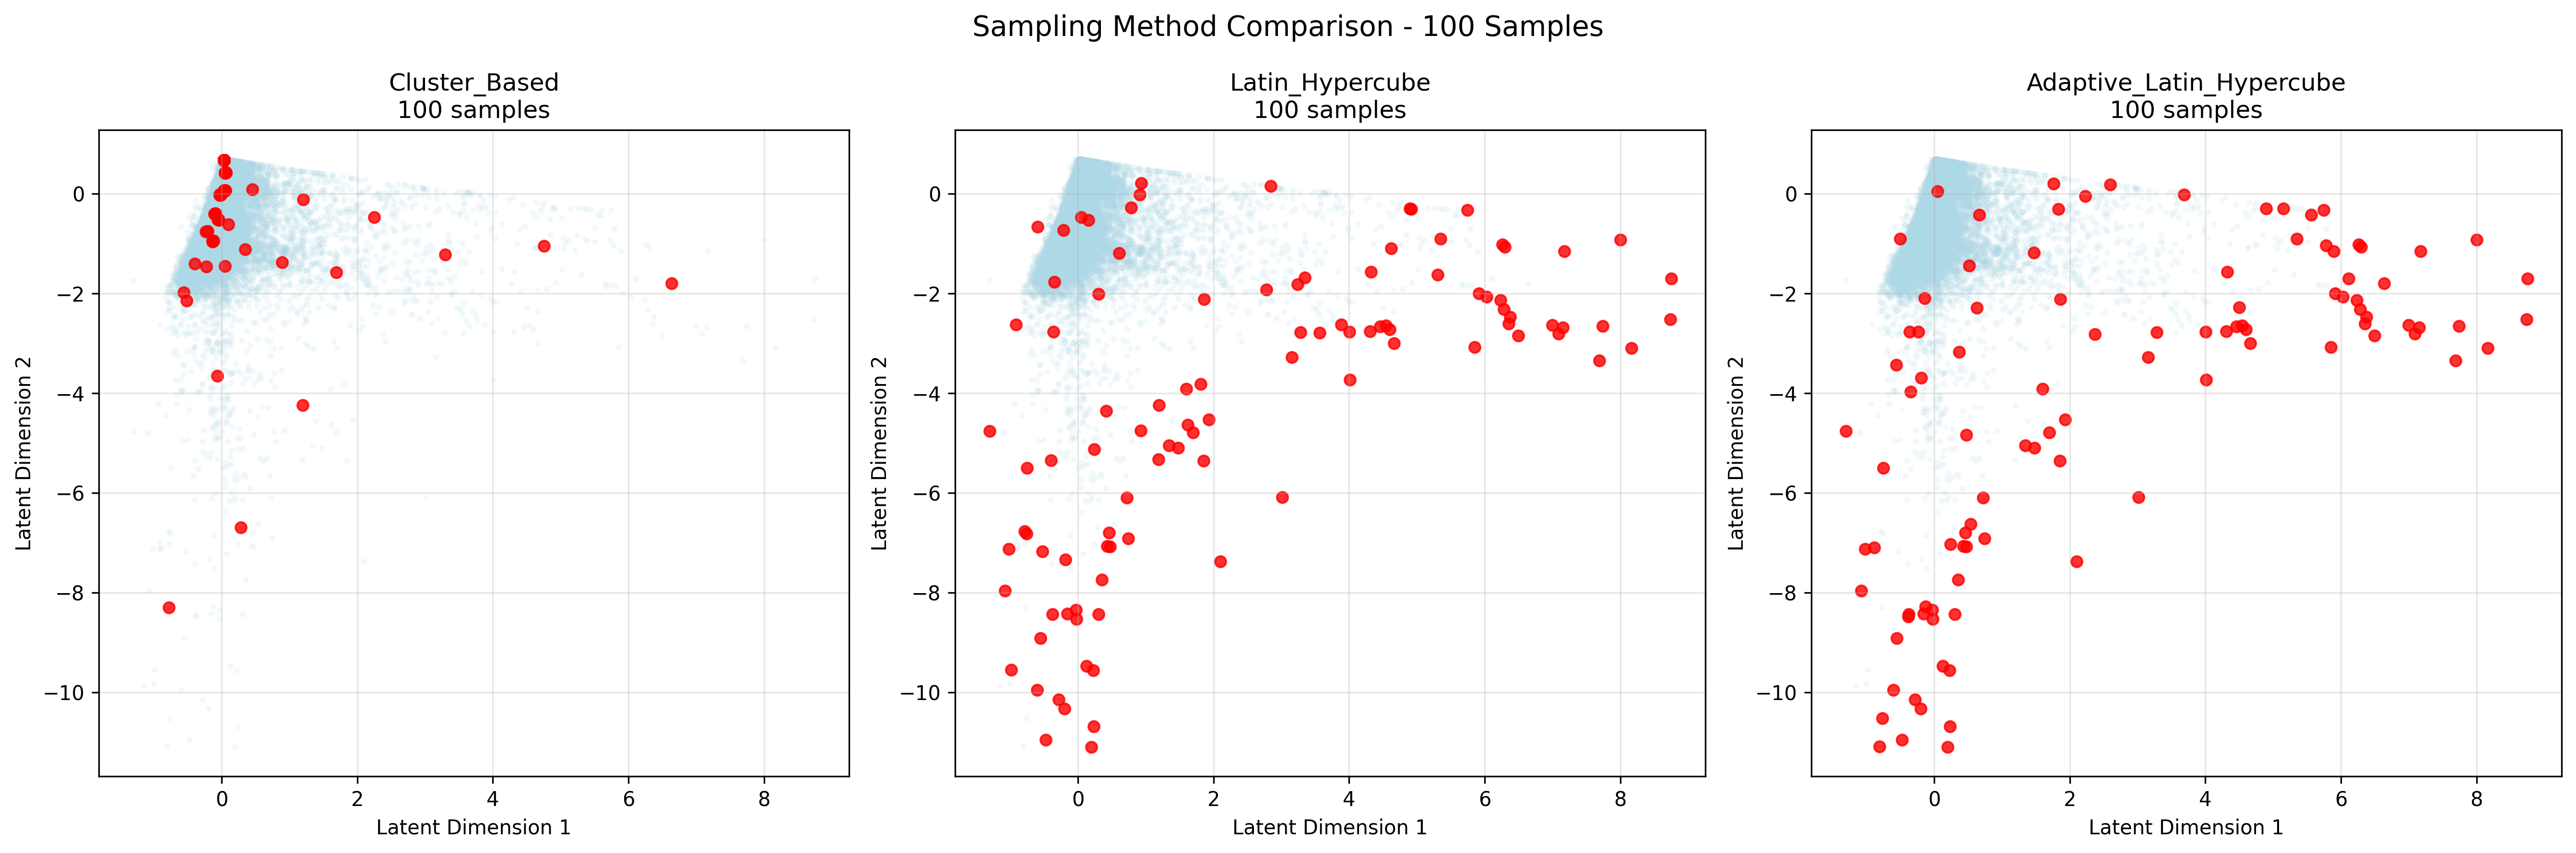 Sampling Method Comparison - 100 Samples
Cluster_Based
100 samples
0
−2
−4
−6
−8
−10
Latent Dimension 2
0 2 4 6 8
Latent Dimension 1
Latin_Hypercube
100 samples
0
−2
−4
−6
−8
−10
Latent Dimension 2
0 2 4 6 8
Latent Dimension 1
Adaptive_Latin_Hypercube
100 samples
0
−2
−4
−6
−8
−10
Latent Dimension 2
0 2 4 6 8
Latent Dimension 1